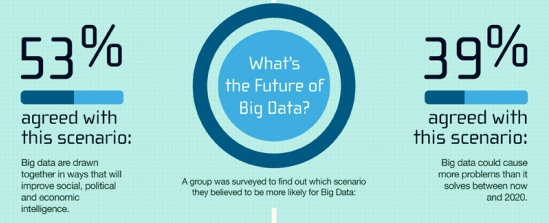 53%
agreed with
this scenario:
Big data are drawn
together in ways that will
improve social, political
and economic
intelligence.
What's
the Future of
Big Data?
A group was surveyed to find out which scenario
they believed to be more likely for Big Data:
39%
agreed with
this scenario:
Big data could cause
more problems than it
solves between now
and 2020.